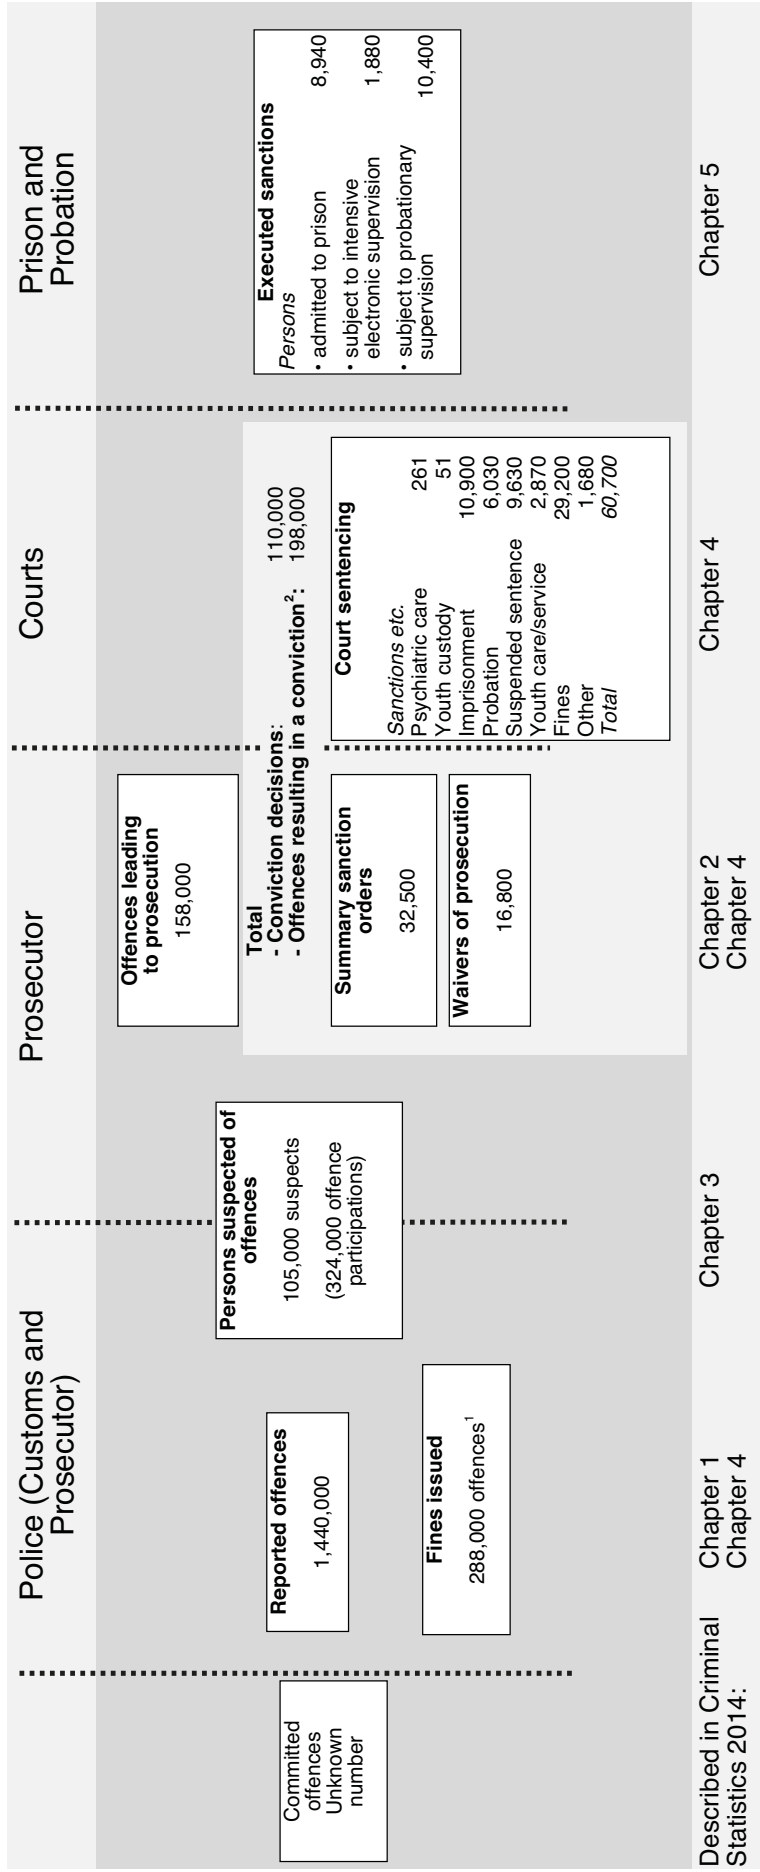 Police (Customs and
Prosecutor)
Prosecutor
Courts
Prison and
Probation
Committed
offences
Unknown
number
Reported offences
1,440,000
Fines issued
288,000 offences¹
Persons suspected of
offences
105,000 suspects
(324,000 offence
participations)
Offences leading
to prosecution
158,000
Total
- Conviction decisions: 110,000
- Offences resulting in a conviction²: 198,000
Summary sanction
orders
32,500
Waivers of prosecution
16,800
Court sentencing
Sanctions etc.
Psychiatric care 261
Youth custody 51
Imprisonment 10,900
Probation 6,030
Suspended sentence 9,630
Youth care/service 2,870
Fines 29,200
Other 1,680
Total 60,700
Executed sanctions
Persons
• admitted to prison 8,940
• subject to intensive
electronic supervision 1,880
• subject to probationary
supervision 10,400
Described in Criminal
Statistics 2014:
Chapter 1
Chapter 4
Chapter 3
Chapter 2
Chapter 4
Chapter 4
Chapter 5